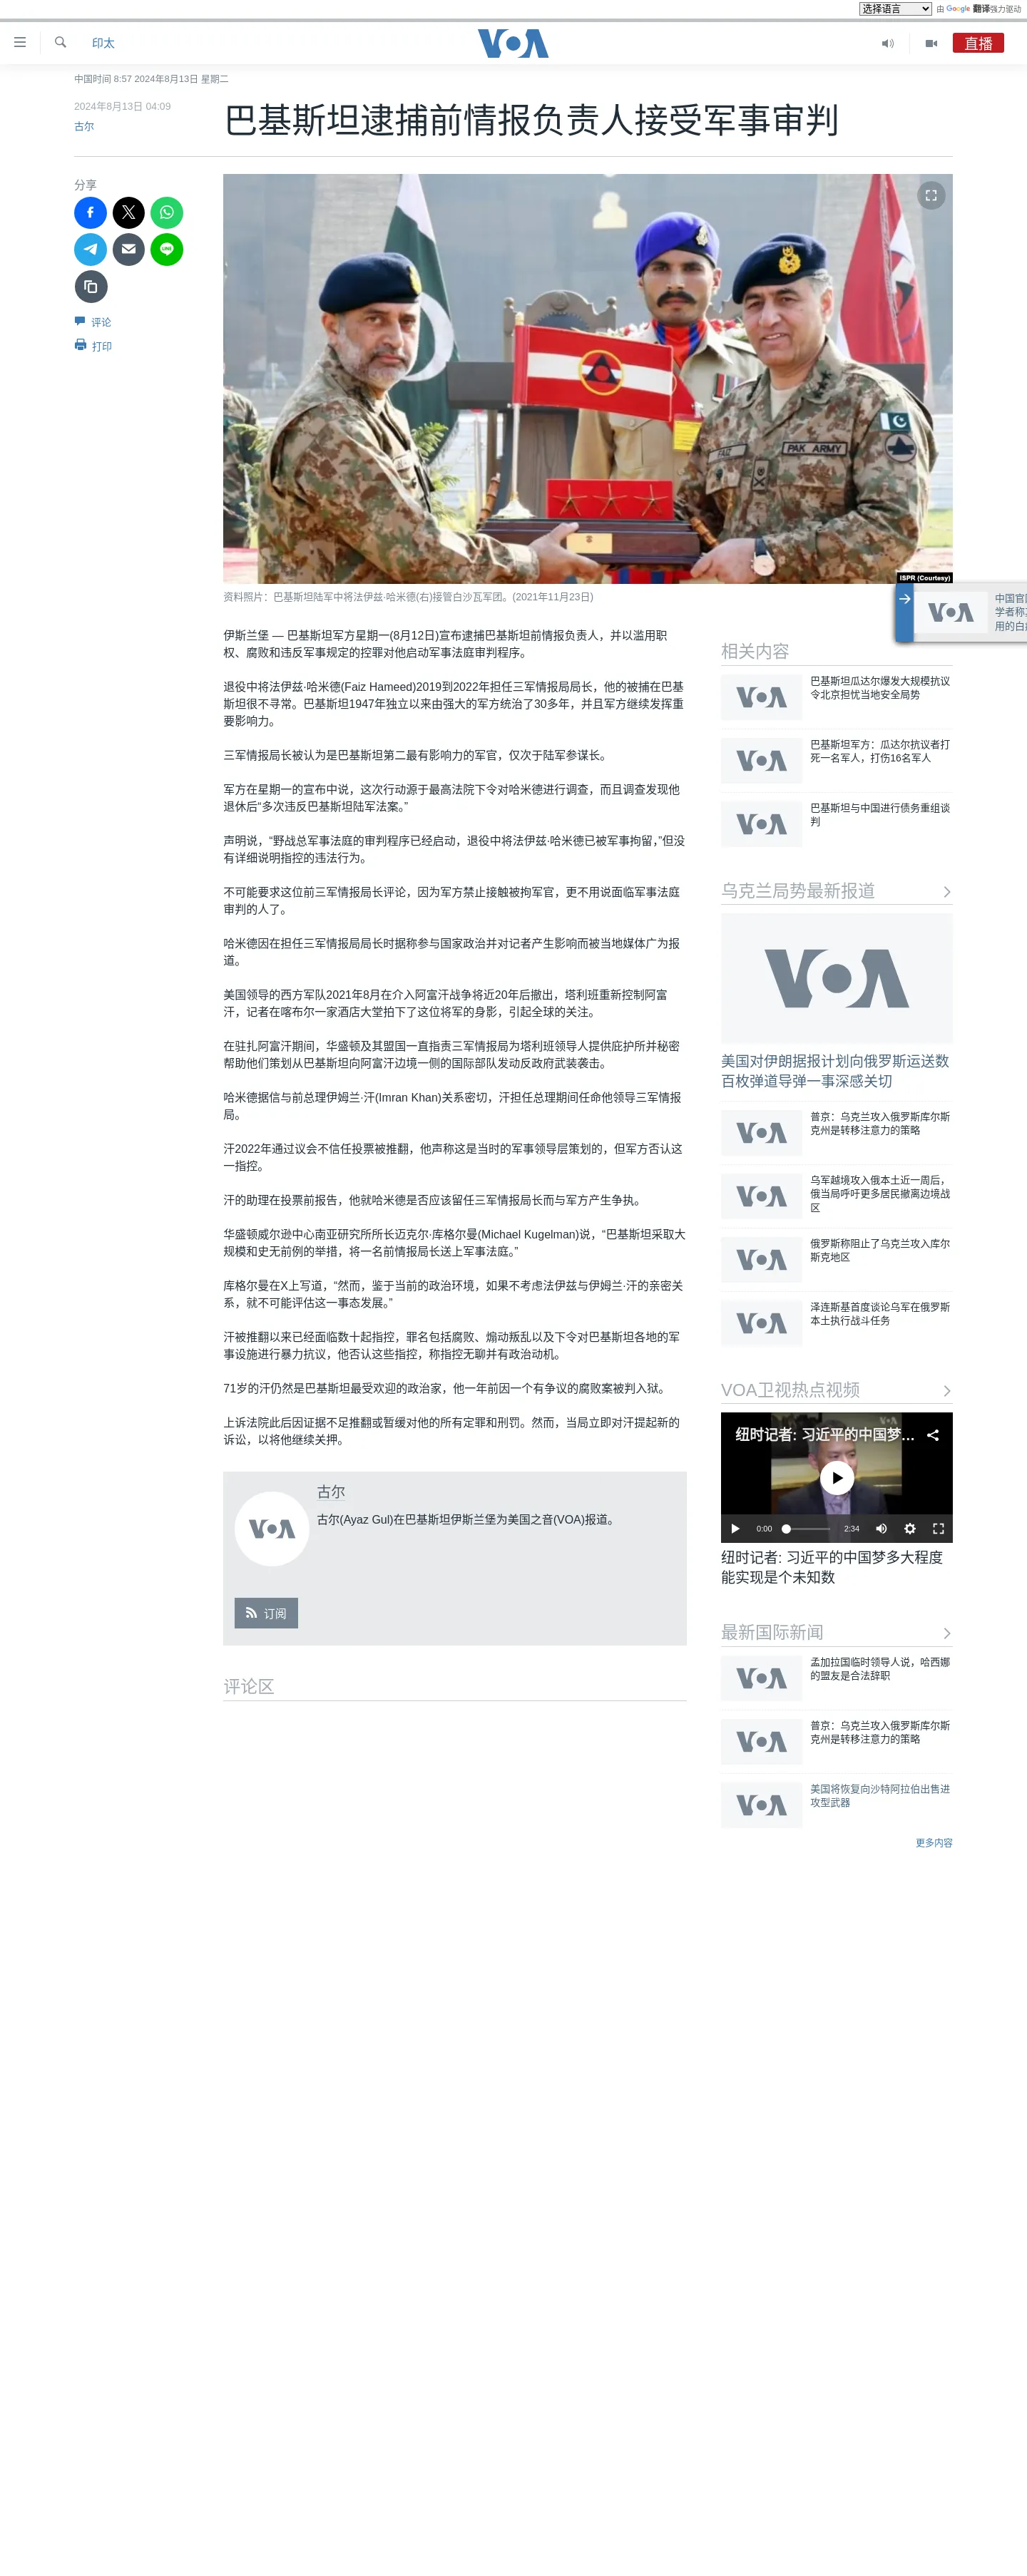 选择语言
由 Google 翻译强力驱动
印太
VOA
直播
中国时间 8:57 2024年8月13日 星期二
2024年8月13日 04:09
古尔
巴基斯坦逮捕前情报负责人接受军事审判
分享
评论
打印
FAIZ
PAK ARMY
ISPR (Courtesy)
资料照片：巴基斯坦陆军中将法伊兹·哈米德(右)接管白沙瓦军团。(2021年11月23日)
伊斯兰堡 — 巴基斯坦军方星期一(8月12日)宣布逮捕巴基斯坦前情报负责人，并以滥用职
权、腐败和违反军事规定的控罪对他启动军事法庭审判程序。
退役中将法伊兹·哈米德(Faiz Hameed)2019到2022年担任三军情报局局长，他的被捕在巴基
斯坦很不寻常。巴基斯坦1947年独立以来由强大的军方统治了30多年，并且军方继续发挥重
要影响力。
三军情报局长被认为是巴基斯坦第二最有影响力的军官，仅次于陆军参谋长。
军方在星期一的宣布中说，这次行动源于最高法院下令对哈米德进行调查，而且调查发现他
退休后“多次违反巴基斯坦陆军法案。”
声明说，“野战总军事法庭的审判程序已经启动，退役中将法伊兹·哈米德已被军事拘留，”但没
有详细说明指控的违法行为。
不可能要求这位前三军情报局长评论，因为军方禁止接触被拘军官，更不用说面临军事法庭
审判的人了。
哈米德因在担任三军情报局局长时据称参与国家政治并对记者产生影响而被当地媒体广为报
道。
美国领导的西方军队2021年8月在介入阿富汗战争将近20年后撤出，塔利班重新控制阿富
汗，记者在喀布尔一家酒店大堂拍下了这位将军的身影，引起全球的关注。
在驻扎阿富汗期间，华盛顿及其盟国一直指责三军情报局为塔利班领导人提供庇护所并秘密
帮助他们策划从巴基斯坦向阿富汗边境一侧的国际部队发动反政府武装袭击。
哈米德据信与前总理伊姆兰·汗(Imran Khan)关系密切，汗担任总理期间任命他领导三军情报
局。
汗2022年通过议会不信任投票被推翻，他声称这是当时的军事领导层策划的，但军方否认这
一指控。
汗的助理在投票前报告，他就哈米德是否应该留任三军情报局长而与军方产生争执。
华盛顿威尔逊中心南亚研究所所长迈克尔·库格尔曼(Michael Kugelman)说，“巴基斯坦采取大
规模和史无前例的举措，将一名前情报局长送上军事法庭。”
库格尔曼在X上写道，“然而，鉴于当前的政治环境，如果不考虑法伊兹与伊姆兰·汗的亲密关
系，就不可能评估这一事态发展。”
汗被推翻以来已经面临数十起指控，罪名包括腐败、煽动叛乱以及下令对巴基斯坦各地的军
事设施进行暴力抗议，他否认这些指控，称指控无聊并有政治动机。
71岁的汗仍然是巴基斯坦最受欢迎的政治家，他一年前因一个有争议的腐败案被判入狱。
上诉法院此后因证据不足推翻或暂缓对他的所有定罪和刑罚。然而，当局立即对汗提起新的
诉讼，以将他继续关押。
VOA
古尔
古尔(Ayaz Gul)在巴基斯坦伊斯兰堡为美国之音(VOA)报道。
订阅
评论区
VOA
中国官
学者称
用的白
相关内容
VOA
巴基斯坦瓜达尔爆发大规模抗议
令北京担忧当地安全局势
VOA
巴基斯坦军方：瓜达尔抗议者打
死一名军人，打伤16名军人
VOA
巴基斯坦与中国进行债务重组谈
判
乌克兰局势最新报道
VOA
美国对伊朗据报计划向俄罗斯运送数
百枚弹道导弹一事深感关切
VOA
普京：乌克兰攻入俄罗斯库尔斯
克州是转移注意力的策略
VOA
乌军越境攻入俄本土近一周后，
俄当局呼吁更多居民撤离边境战
区
VOA
俄罗斯称阻止了乌克兰攻入库尔
斯克地区
VOA
泽连斯基首度谈论乌军在俄罗斯
本土执行战斗任务
VOA卫视热点视频
VOA
纽时记者: 习近平的中国梦...
0:00
2:34
纽时记者: 习近平的中国梦多大程度
能实现是个未知数
最新国际新闻
VOA
孟加拉国临时领导人说，哈西娜
的盟友是合法辞职
VOA
普京：乌克兰攻入俄罗斯库尔斯
克州是转移注意力的策略
VOA
美国将恢复向沙特阿拉伯出售进
攻型武器
更多内容